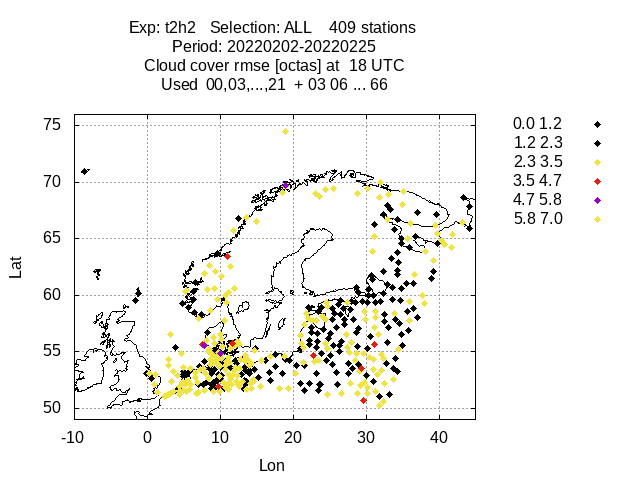 Exp: t2h2 Selection: ALL 409 stations
Period: 20220202-20220225
Cloud cover rmse [octas] at 18 UTC
Used 00,03,...,21 + 03 06 ... 66
75
70
65
60
55
50
Lat
-10 0 10 20 30 40
Lon
0.0 1.2
1.2 2.3
2.3 3.5
3.5 4.7
4.7 5.8
5.8 7.0